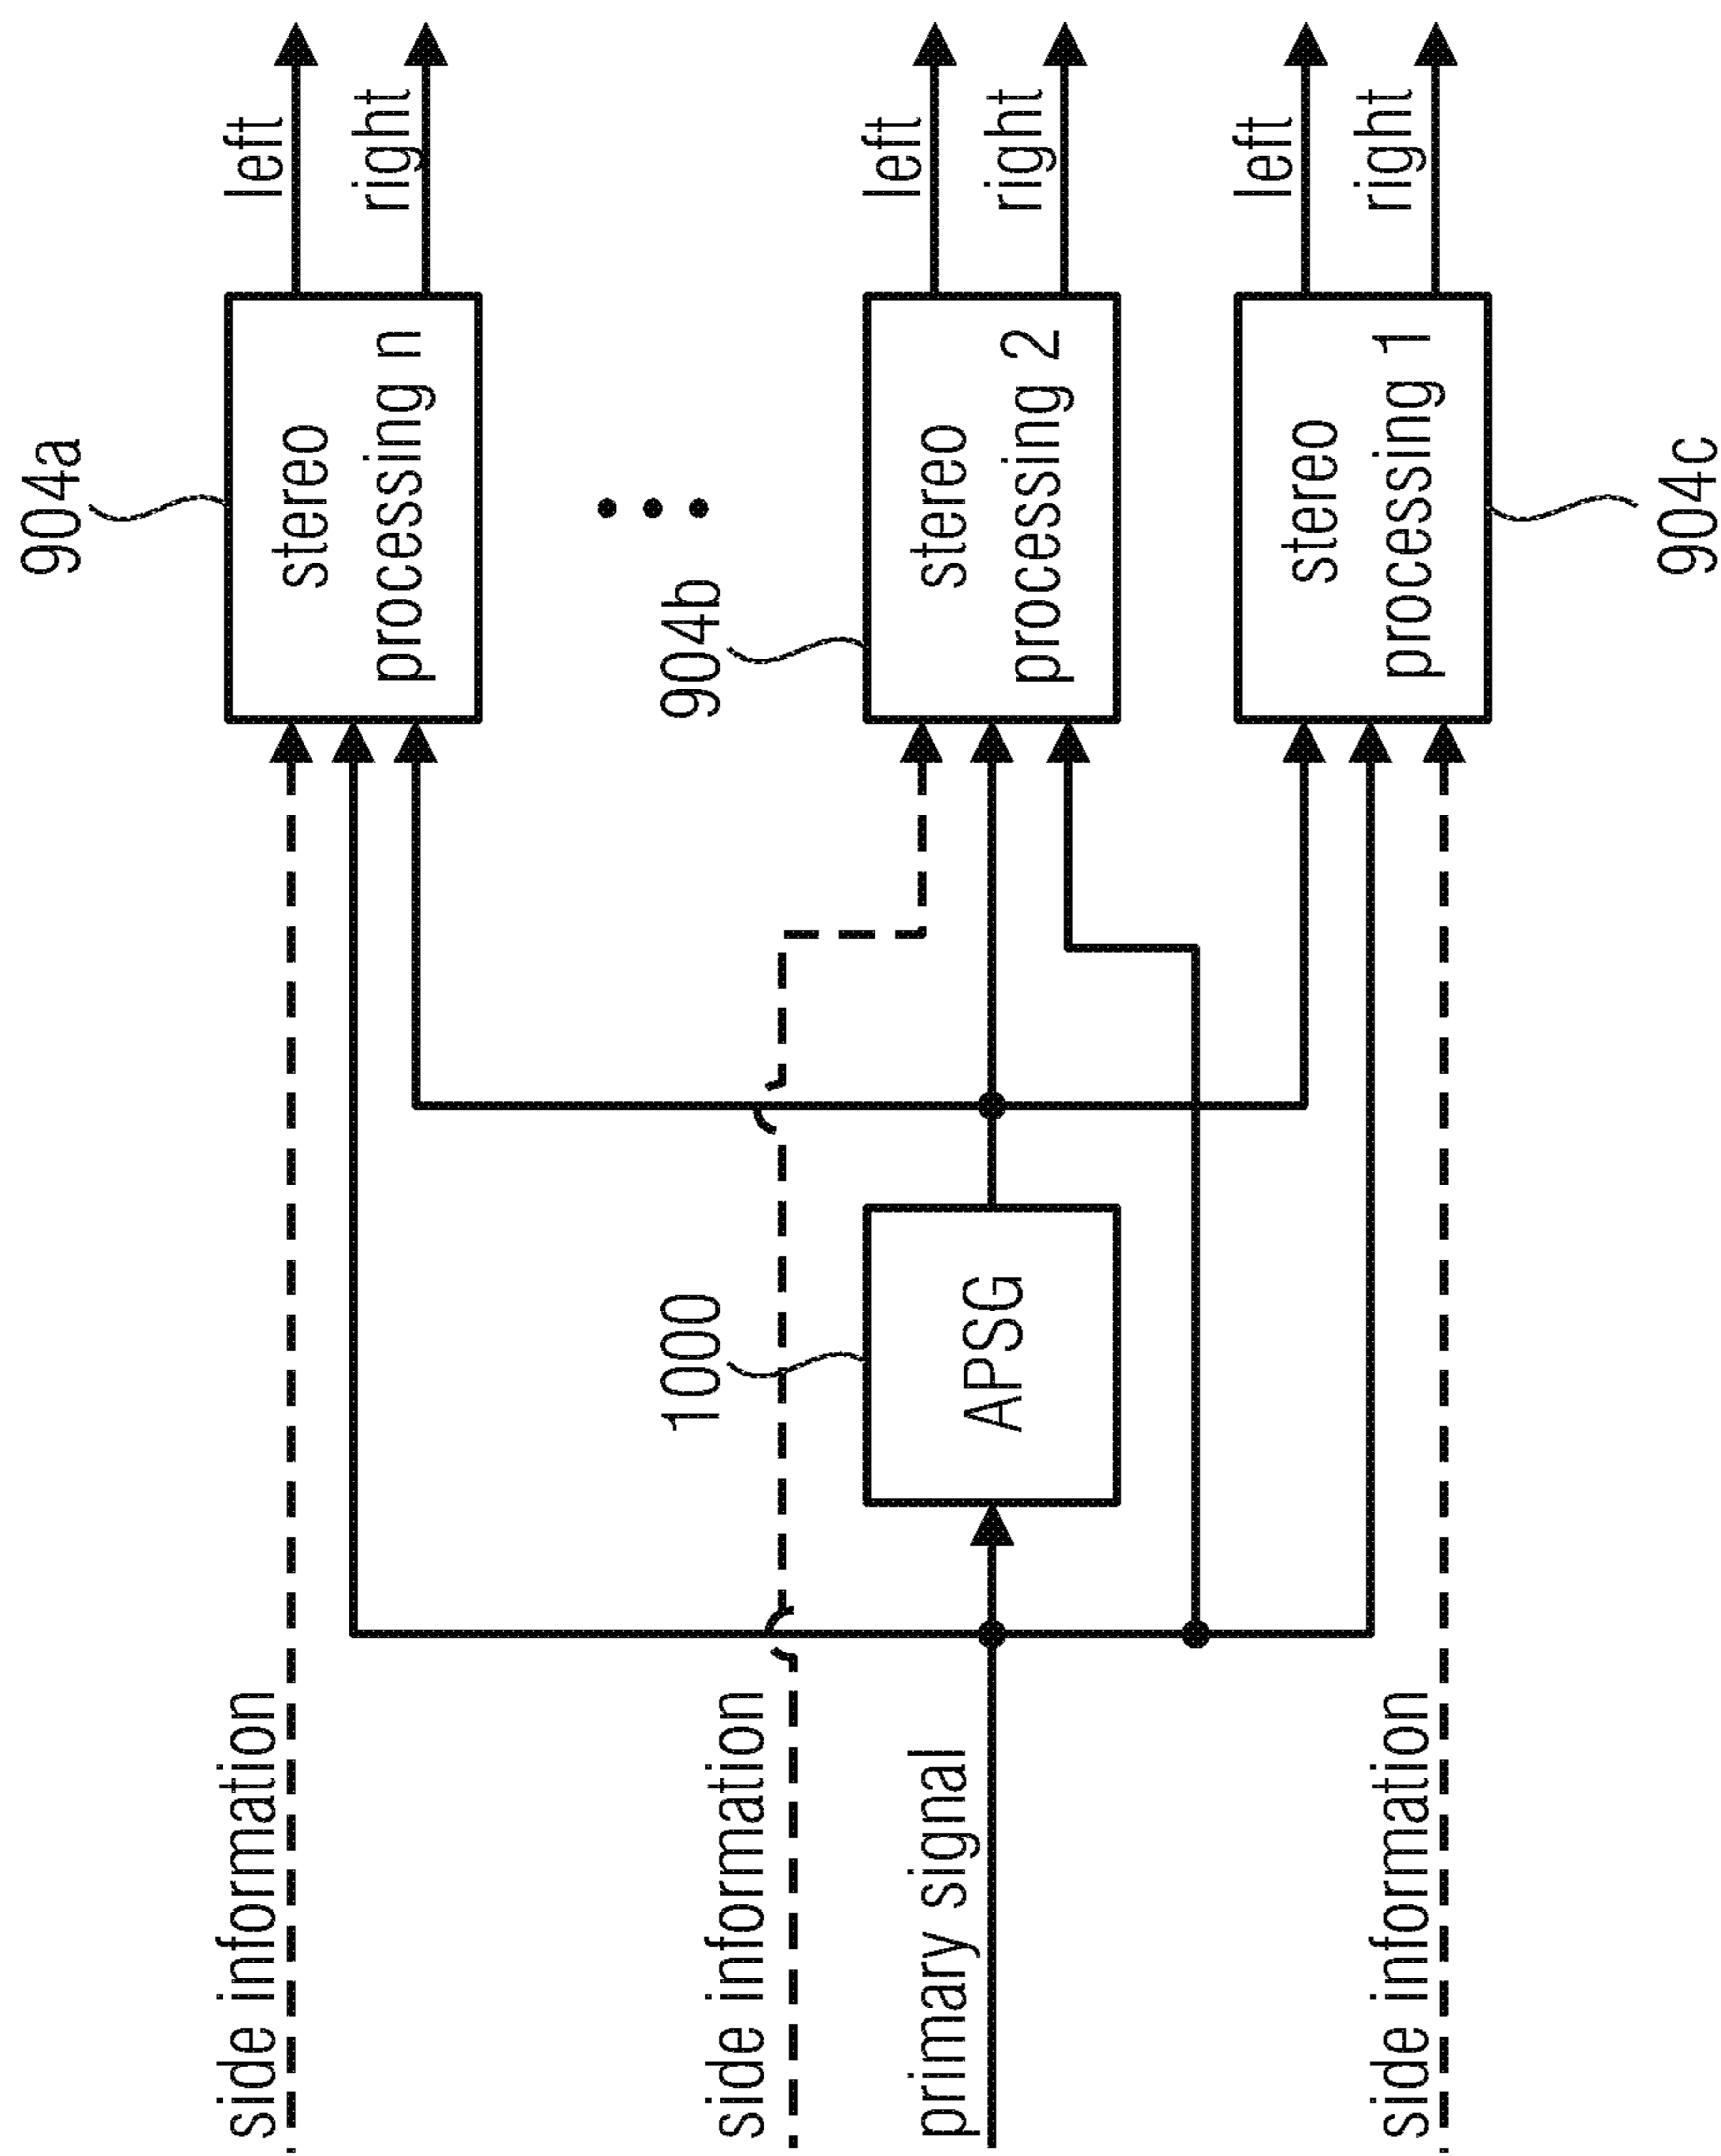 904a
stereo
processing n
left
right
904b
stereo
processing 2
left
right
stereo
processing 1
904c
left
right
1000
APSG
side information
side information
primary signal
side information